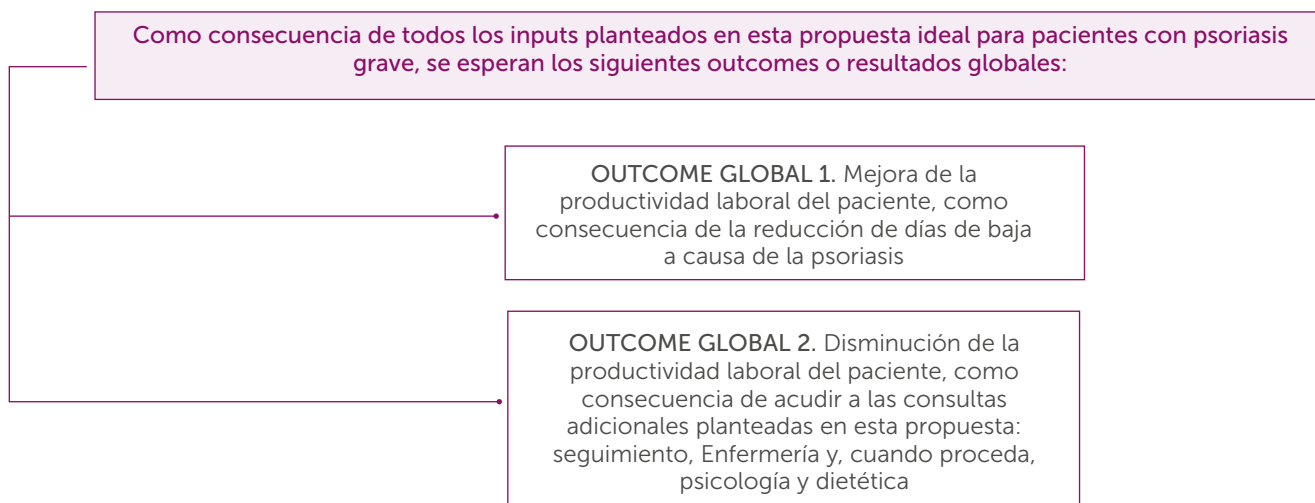 Como consecuencia de todos los inputs planteados en esta propuesta ideal para pacientes con psoriasis
grave, se esperan los siguientes outcomes o resultados globales:
OUTCOME GLOBAL 1. Mejora de la
productividad laboral del paciente, como
consecuencia de la reducción de días de baja
a causa de la psoriasis
OUTCOME GLOBAL 2. Disminución de la
productividad laboral del paciente, como
consecuencia de acudir a las consultas
adicionales planteadas en esta propuesta:
seguimiento, Enfermería y, cuando proceda,
psicología y dietética